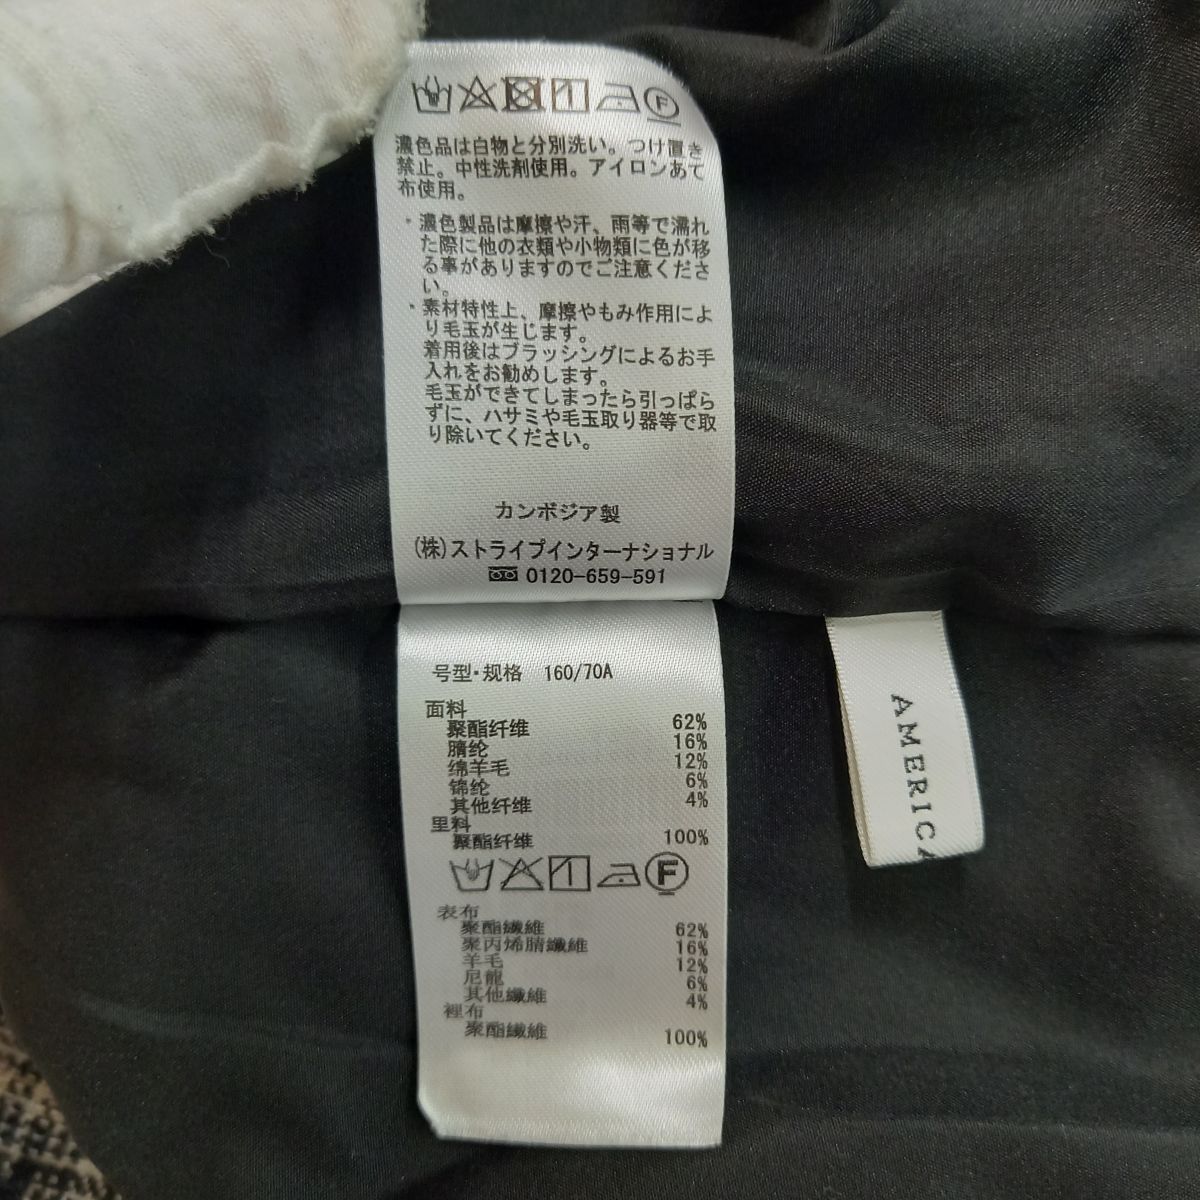 濃色品は白物と分別洗い。つけ置き
禁止。中性洗剤使用。アイロンあて
布使用。
・濃色製品は摩擦や汗、雨等で濡れ
た際に他の衣類や小物類に色が移
る事がありますのでご注意くださ
い。
・素材特性上、摩擦やもみ作用によ
り毛玉が生じます。
着用後はブラッシングによるお手
入れをお勧めします。
毛玉ができてしまったら引っぱら
ずに、ハサミや毛玉取り器等で取
り除いてください。
カンボジア製
(株)ストライプインターナショナル
0120-659-591
号型·规格 160/70A
面料
聚酯纤维 62%
腈纶 16%
绵羊毛 12%
锦纶 6%
其他纤维 4%
里料
聚酯纤维 100%
F
表布
聚酯纖維 62%
聚丙烯腈纖維 16%
羊毛 12%
尼龍 6%
其他纖維 4%
裡布
聚酯纖維 100%
AMERICA